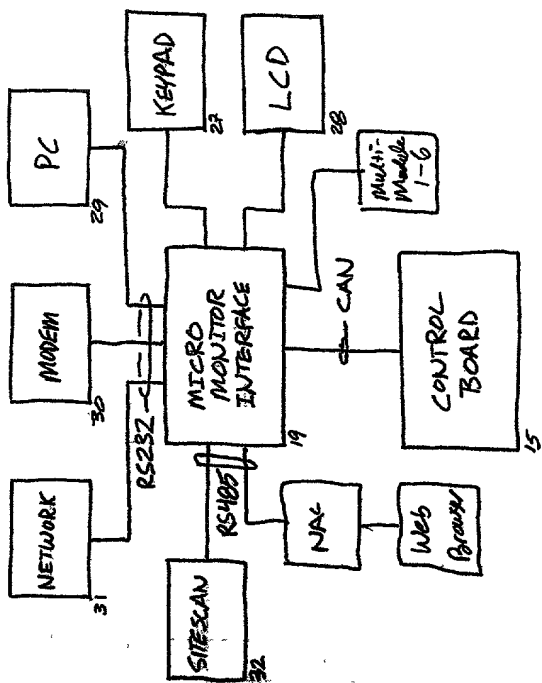 NETWORK
31
MODEM
30
PC
29
KEYPAD
27
LCD
28
RS232
MICRO
MONITOR
INTERFACE
19
RS485
SITESCAN
32
NAC
Web
Browser
CAN
Multi-
Module
1-6
CONTROL
BOARD
15